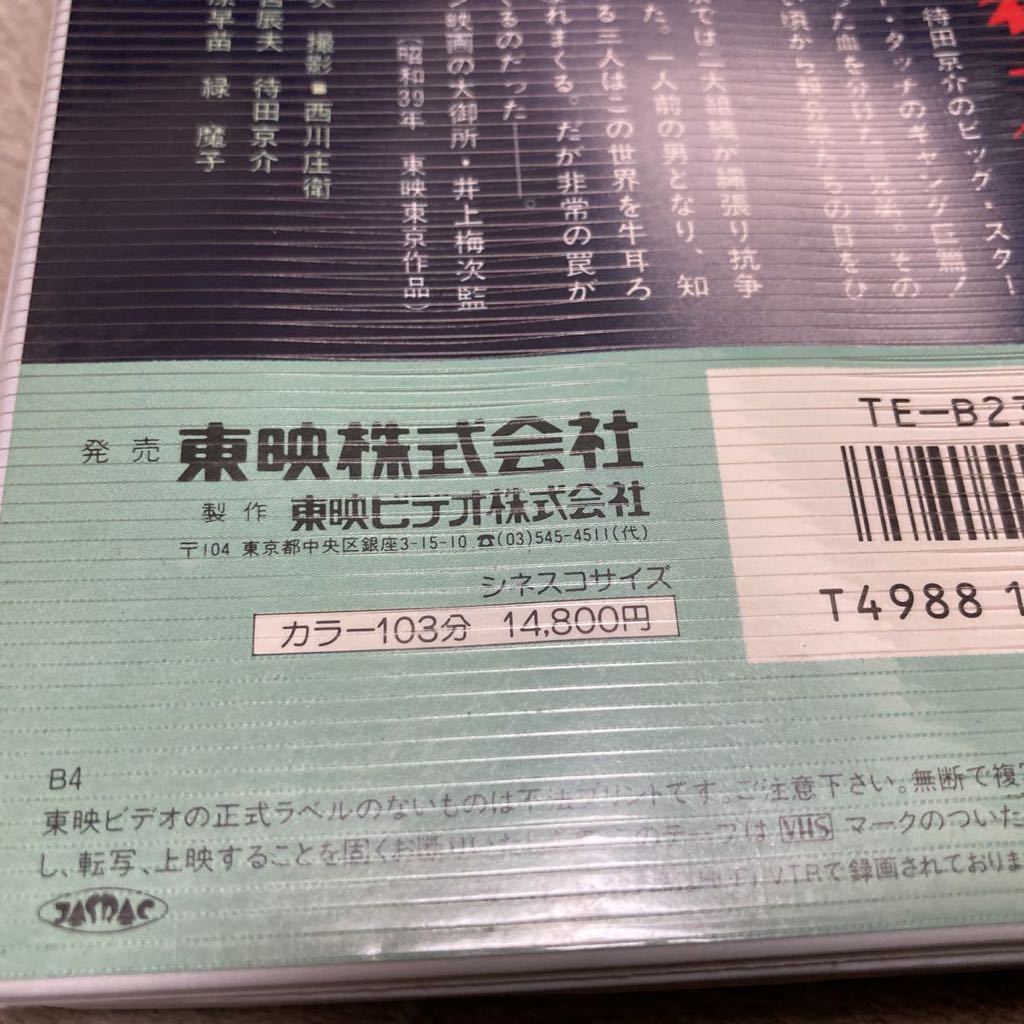 待田京介のビッグ・スター
ー・タッチのギャング巨篇!
った血を分けた三兄弟、その
い頃から
では二大組織が縄張り抗争
た。一人前の男となり、知
る三人はこの世界を牛耳ろ
れまくる。だが非常の罠が
くるのだった――。
ン映画の大御所・井上梅次監
(昭和39年 東映東京作品)
撮影■西川庄衛
辰夫 待田京介
早苗 緑 魔子
発売 東映株式会社
製作 東映ビデオ株式会社
〒104 東京都中央区銀座3-15-10 ☎(03)545-4511(代)
シネスコサイズ
カラー103分 14,800円
TE-B23
T4988 1
B4
東映ビデオの正式ラベルのないものは不法プリントです。ご注意下さい。無断で複
し、転写、上映することを固くお断りいたします。このテープは VHS マークのついた
VTRで録画されておりま
JASRAC